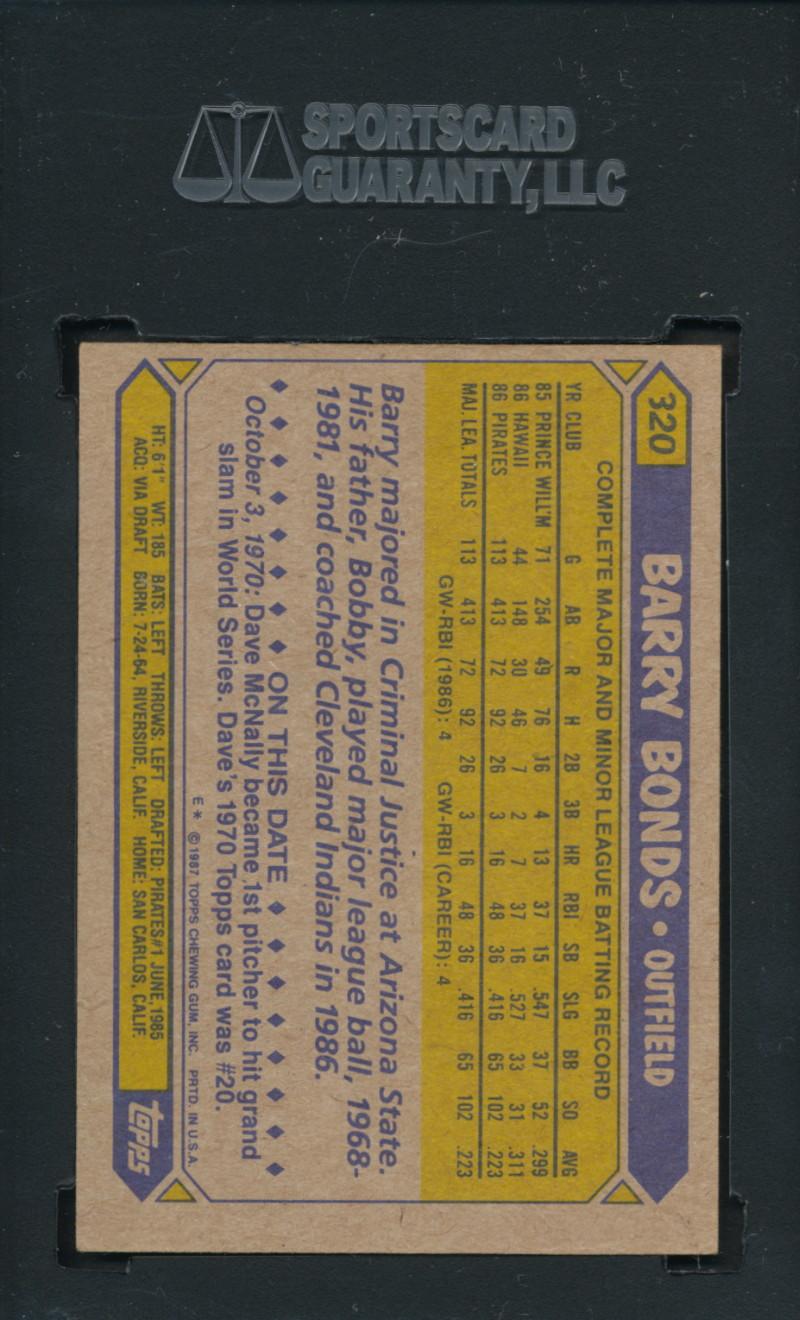 SPORTSCARD
GUARANTY, LLC
320 BARRY BONDS • OUTFIELD
COMPLETE MAJOR AND MINOR LEAGUE BATTING RECORD
YR CLUB G AB R H 2B 3B HR RBI SB SLG BB SO AVG
85 PRINCE WILL'M 71 254 49 76 16 4 13 37 15 .547 37 52 .299
86 HAWAII 44 148 30 46 7 2 7 37 16 .527 33 31 .311
86 PIRATES 113 413 72 92 26 3 16 48 36 .416 65 102 .223
MAJ. LEA. TOTALS 113 413 72 92 26 3 16 48 36 .416 65 102 .223
GW-RBI (1986): 4 GW-RBI (CAREER): 4
Barry majored in Criminal Justice at Arizona State.
His father, Bobby, played major league ball, 1968-
1981, and coached Cleveland Indians in 1986.
ON THIS DATE
October 3, 1970: Dave McNally became 1st pitcher to hit grand
slam in World Series. Dave's 1970 Topps card was #20.
E* ©1987 TOPPS CHEWING GUM, INC. PRTD. IN U.S.A.
HT: 6'1" WT: 185 BATS: LEFT THROWS: LEFT DRAFTED: PIRATES #1 JUNE, 1985
ACQ: VIA DRAFT BORN: 7-24-64, RIVERSIDE, CALIF. HOME: SAN CARLOS, CALIF.
topps